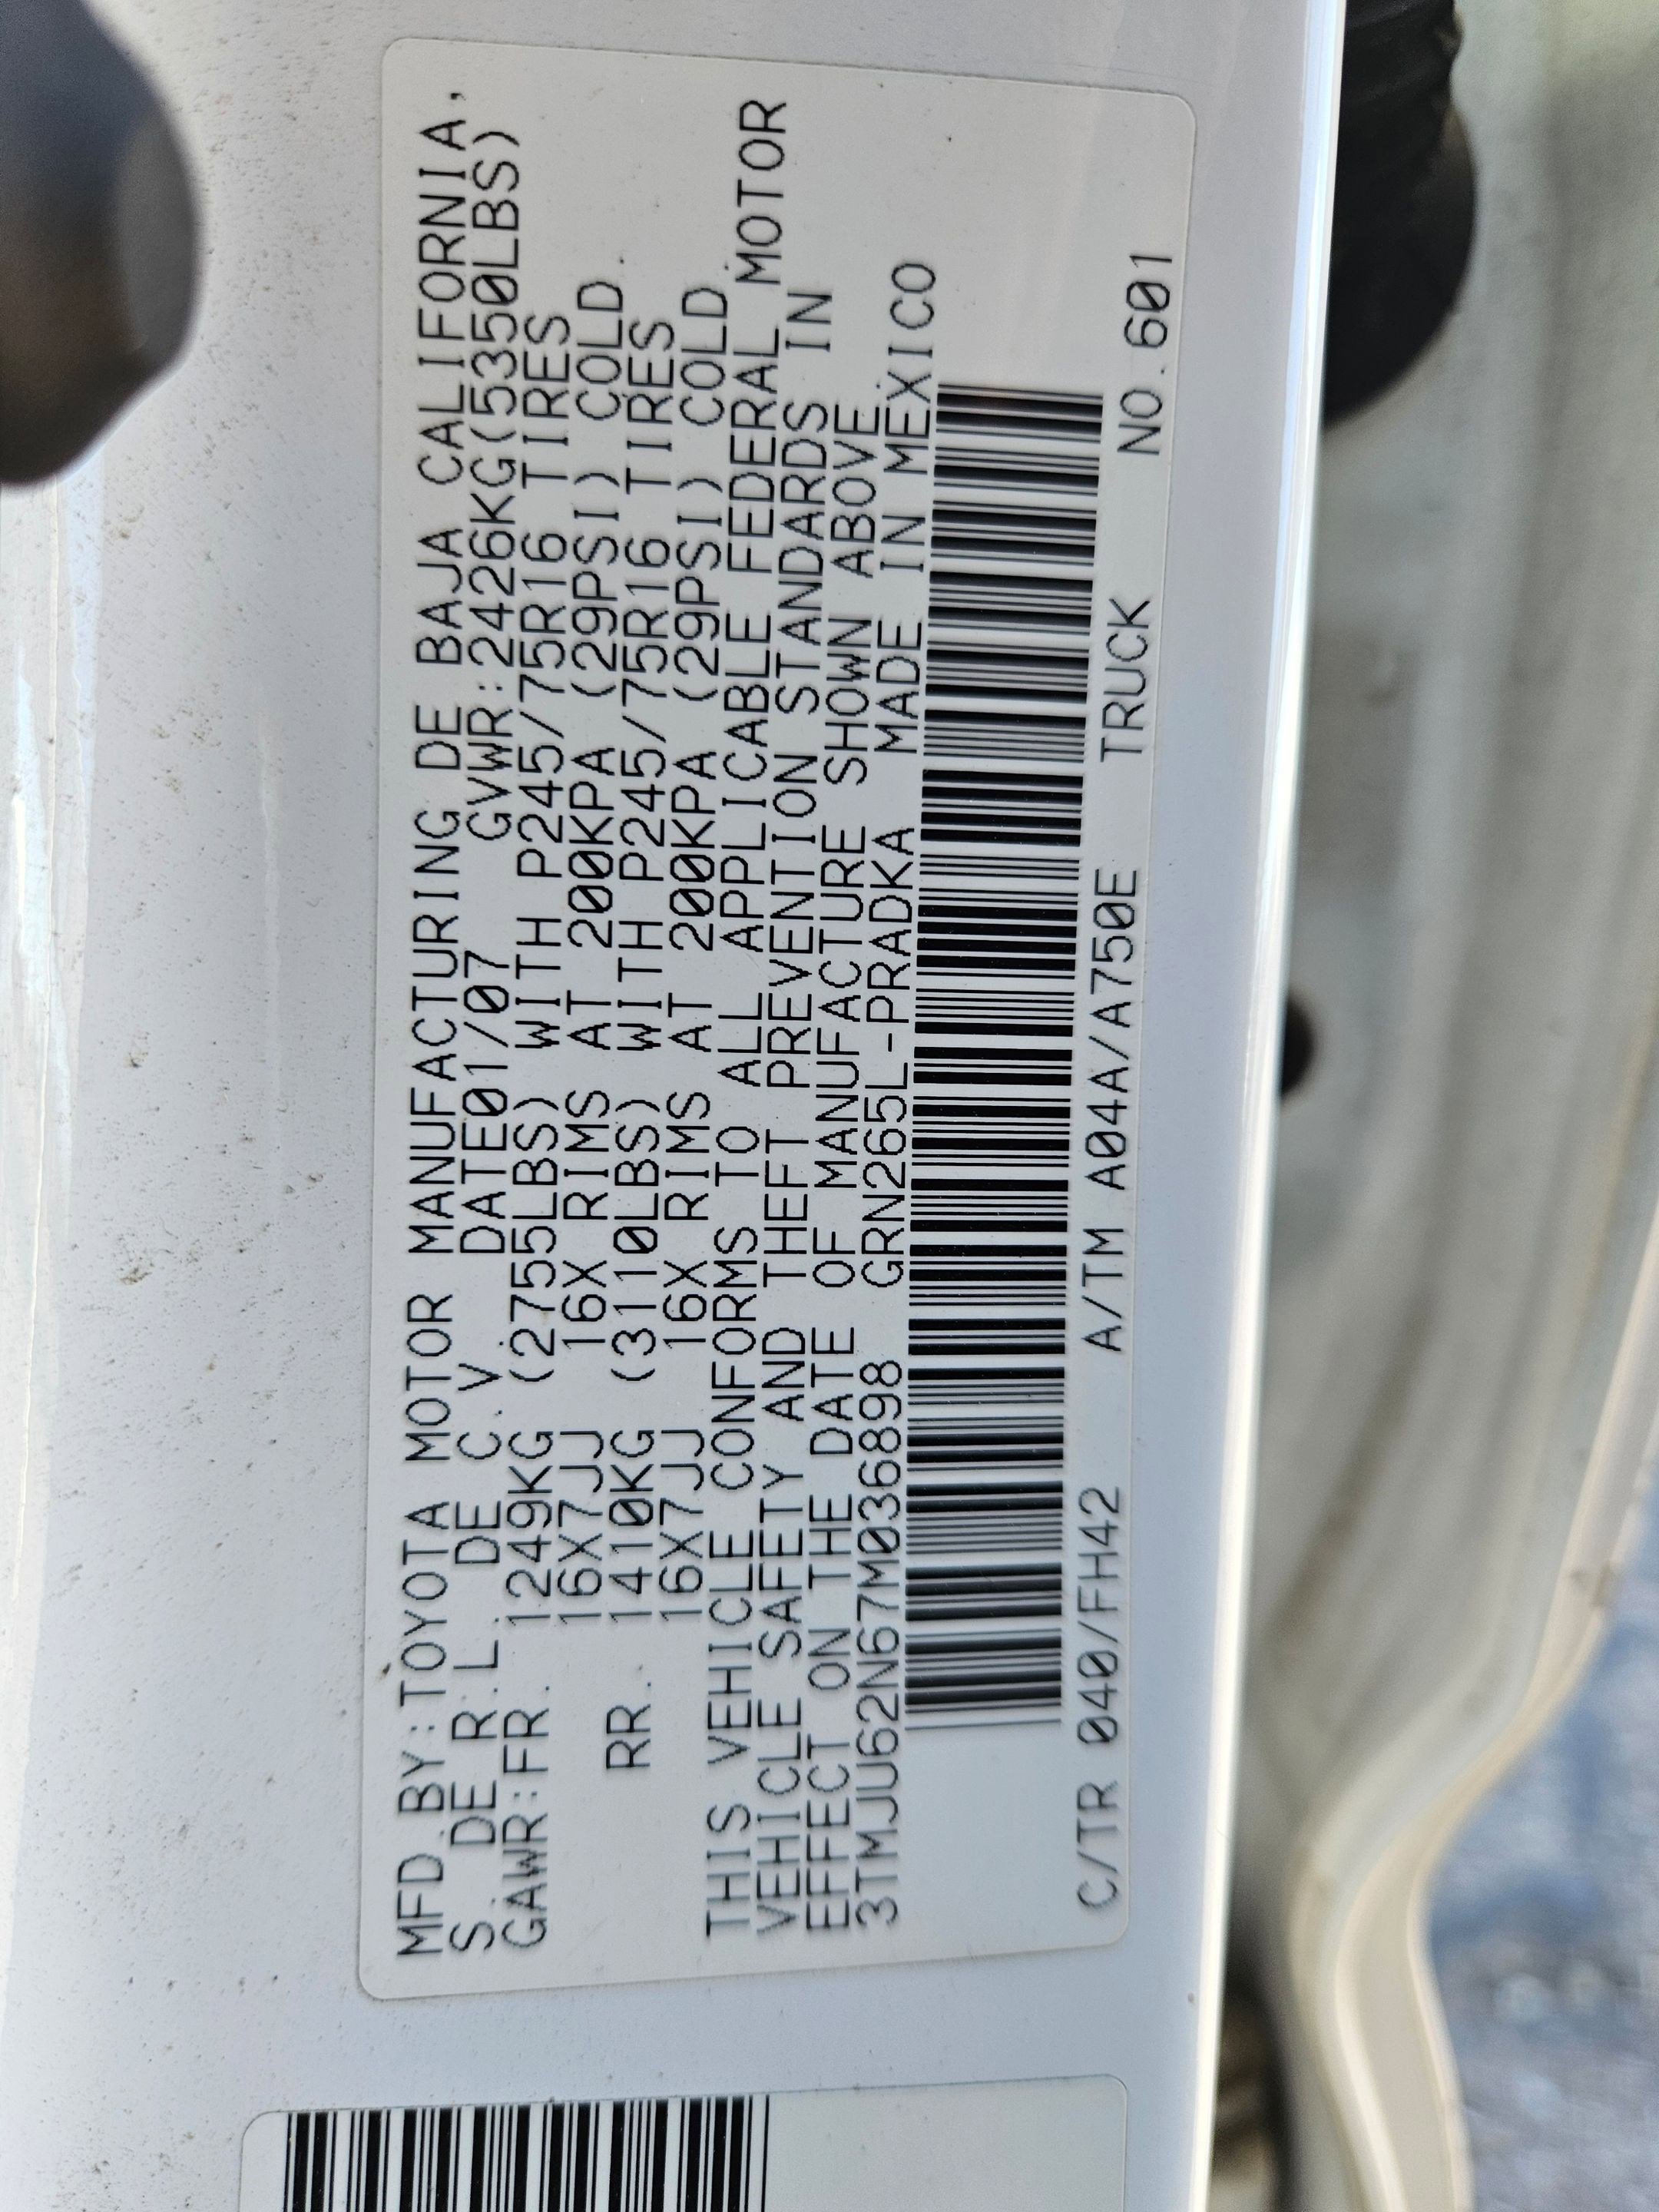 MFD.BY:TOYOTA MOTOR MANUFACTURING DE BAJA CALIFORNIA,
S DE R.L. DE C.V DATE01/07 GVWR:2426KG(5350LBS)
GAWR:FR. 1249KG (2755LBS) WITH P245/75R16 TIRES
16X7JJ 16X RIMS AT 200KPA (29PSI) COLD.
RR. 1410KG (3110LBS) WITH P245/75R16 TIRES
16X7JJ 16X RIMS AT 200KPA (29PSI) COLD
THIS VEHICLE CONFORMS TO ALL APPLICABLE FEDERAL MOTOR
VEHICLE SAFETY AND THEFT PREVENTION STANDARDS IN
EFFECT ON THE DATE OF MANUFACTURE SHOWN ABOVE
3TMJU62N67M036898 GRN265L-PRADKA MADE IN MEXICO
C/TR 040/FH42 A/TM A04A/A750E TRUCK NO.601